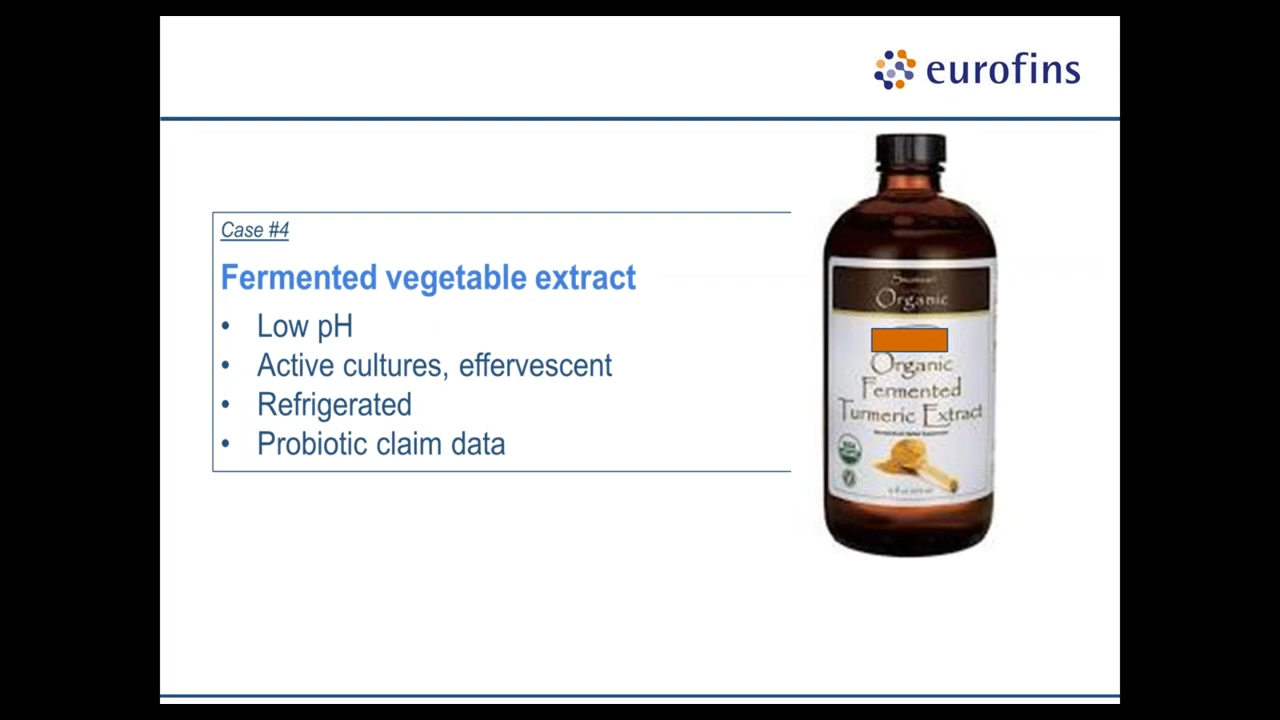 eurofins
Case #4
Fermented vegetable extract
• Low pH
• Active cultures, effervescent
• Refrigerated
• Probiotic claim data
Organic
Organic
Fermented
Turmeric Extract